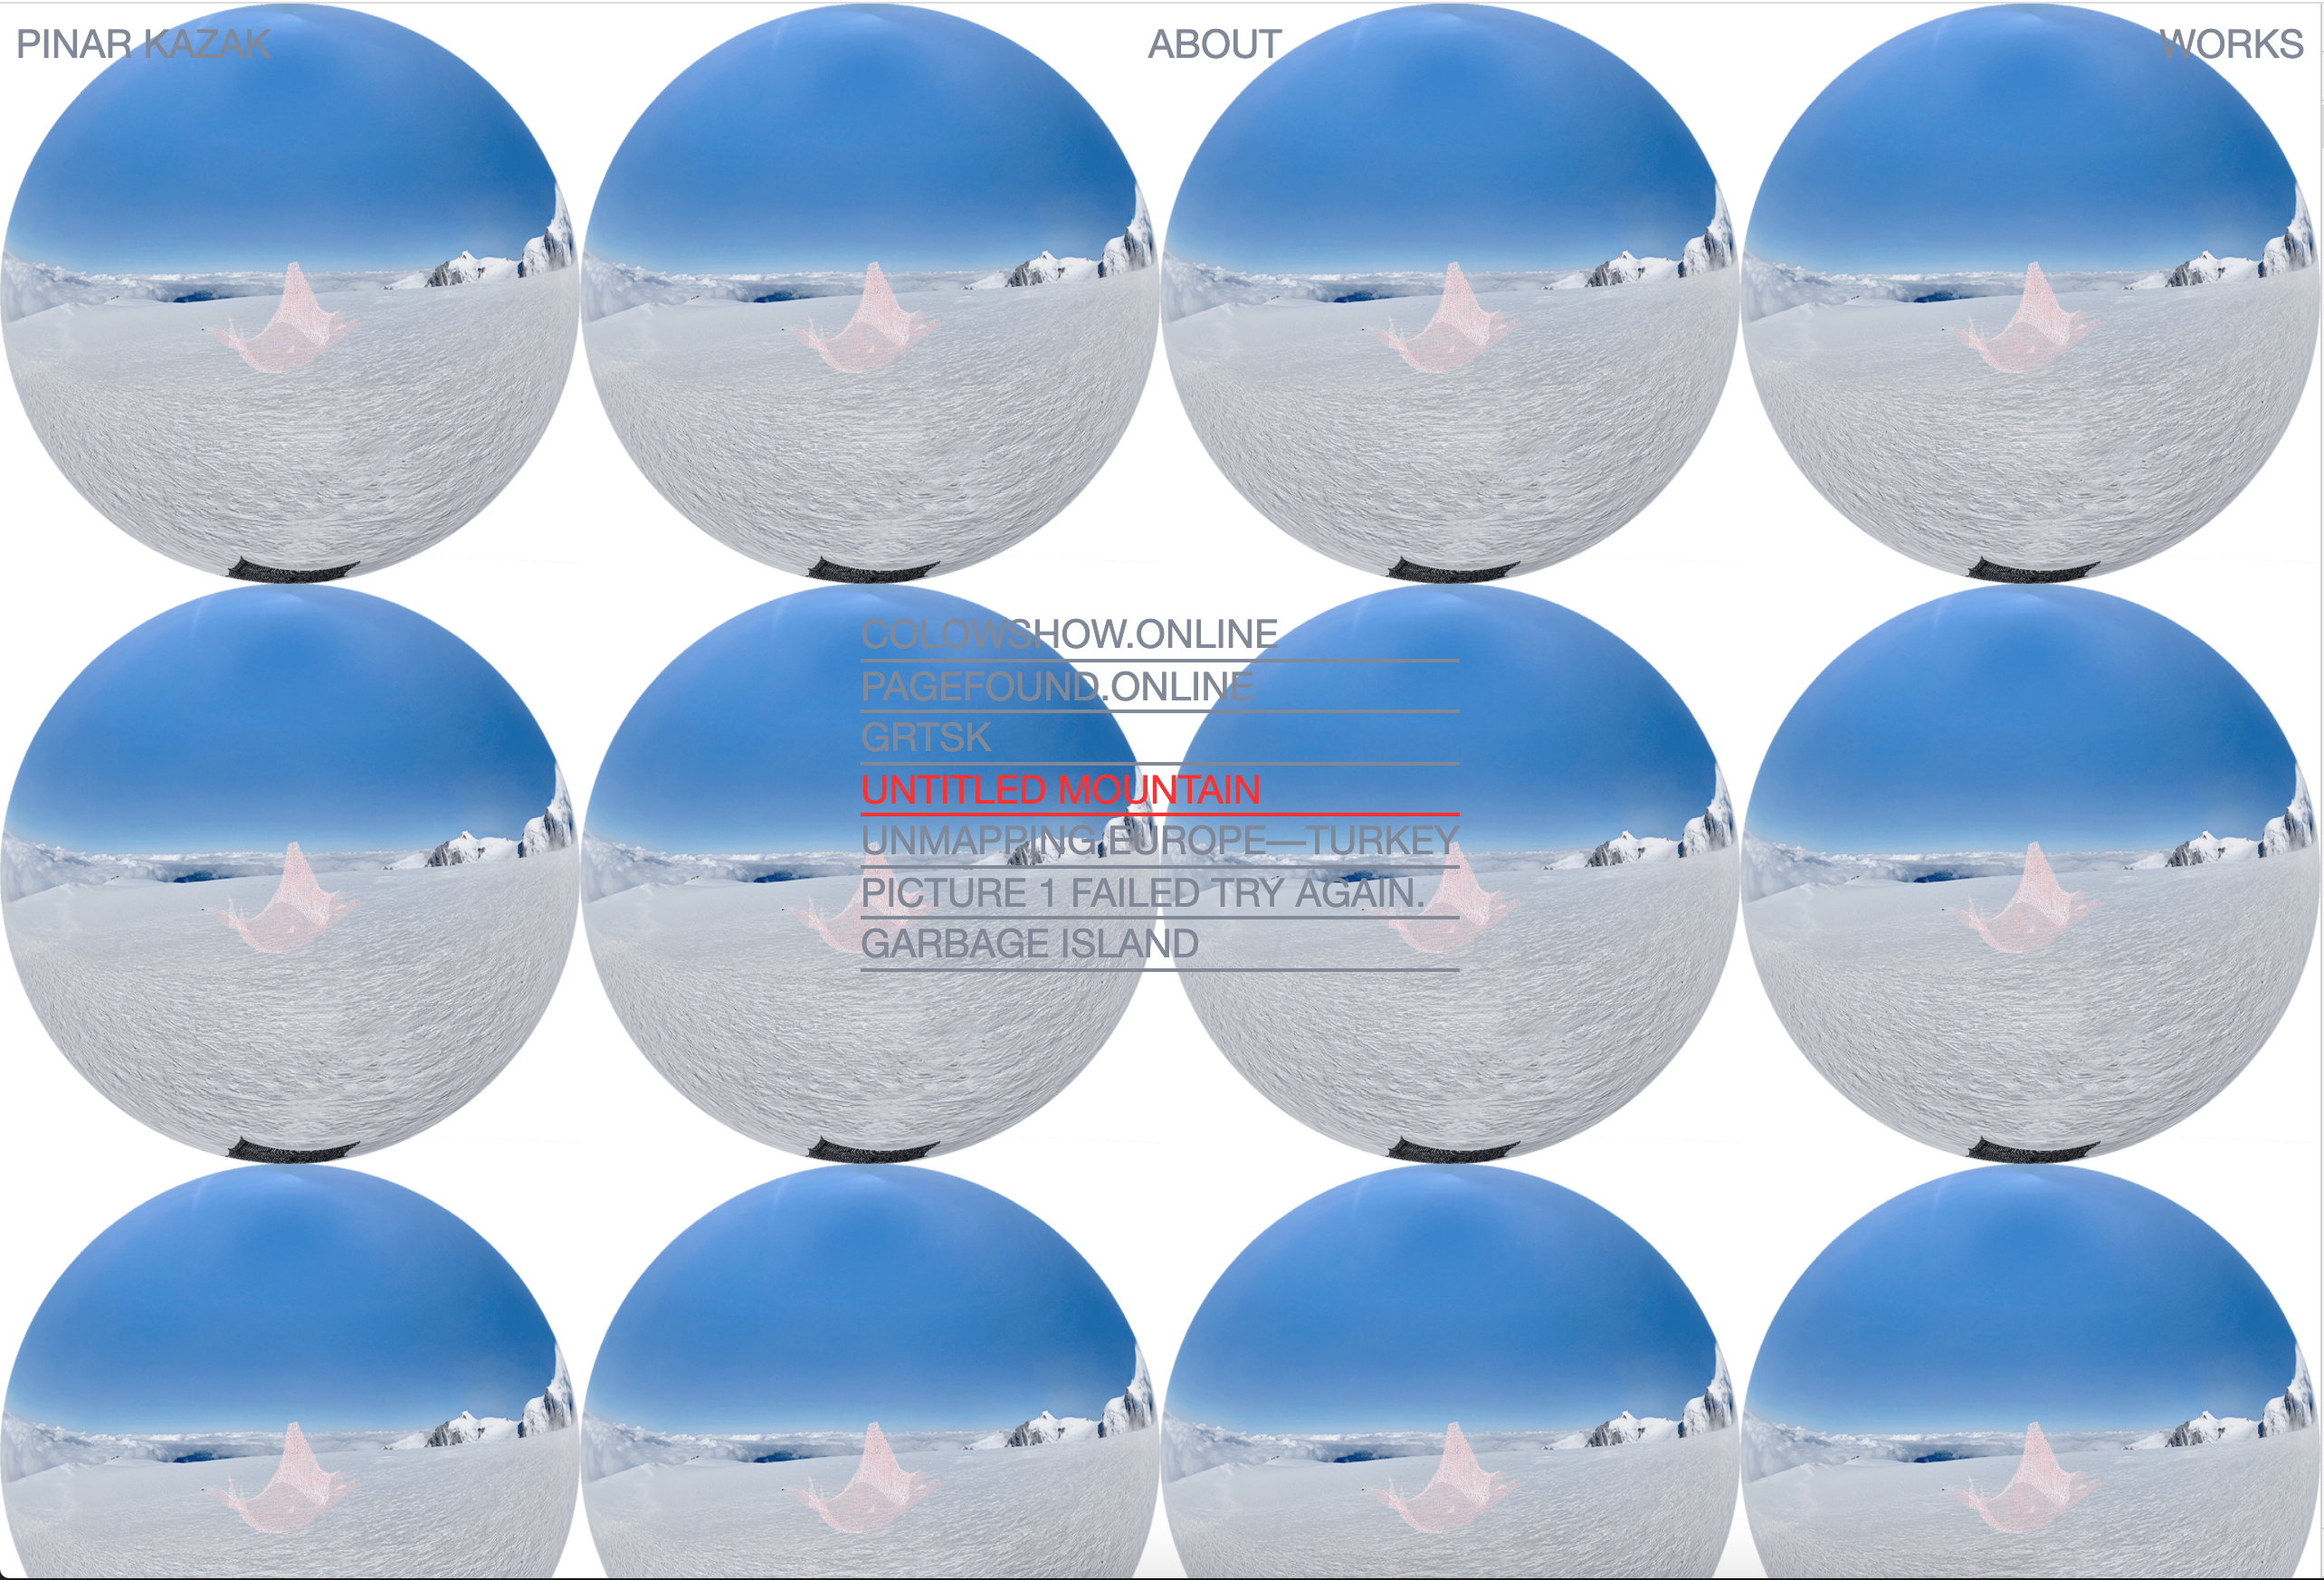 PINAR KAZAK
ABOUT
WORKS
COLOWSHOW.ONLINE
PAGEFOUND.ONLINE
GRTSK
UNTITLED MOUNTAIN
UNMAPPING EUROPE—TURKEY
PICTURE 1 FAILED TRY AGAIN.
GARBAGE ISLAND